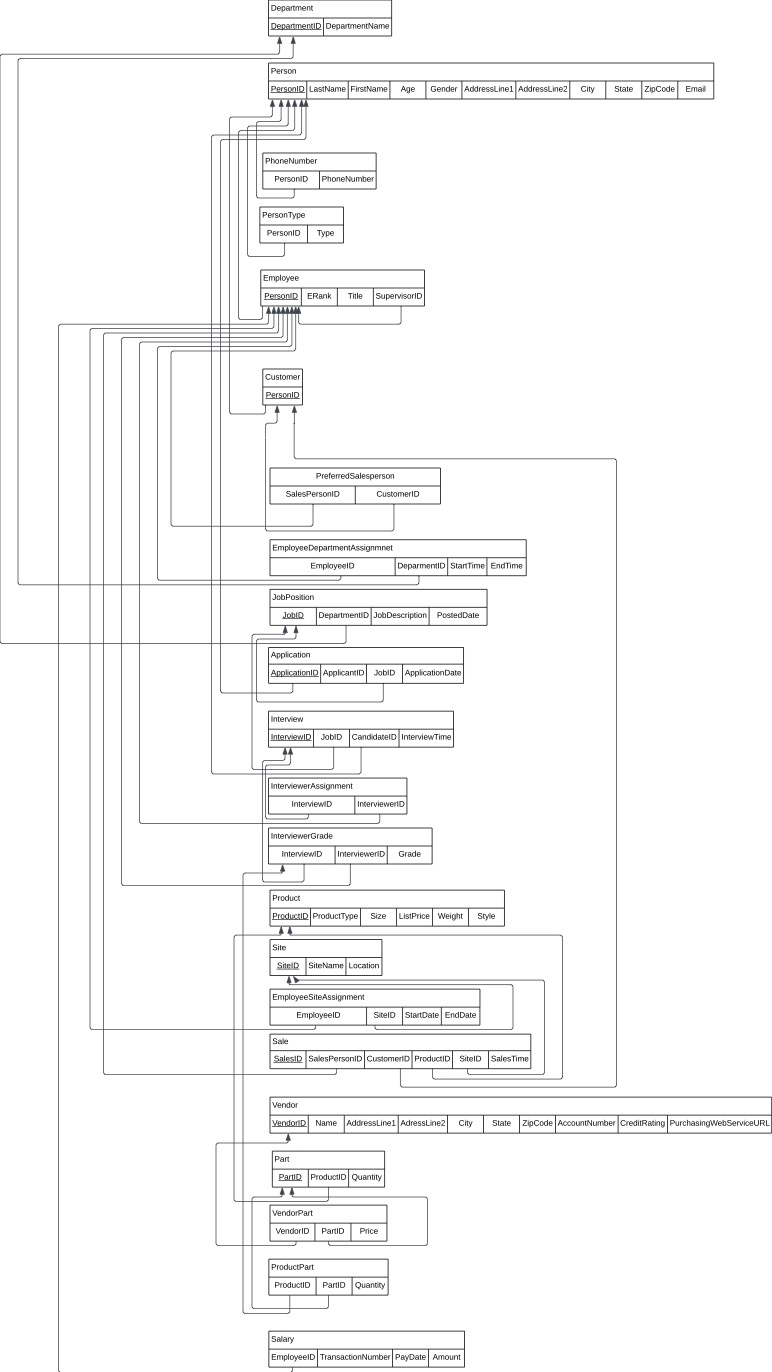 Department
DepartmentID DepartmentName
Person
PersonID LastName FirstName Age Gender AddressLine1 AddressLine2 City State ZipCode Email
PhoneNumber
PersonID PhoneNumber
PersonType
PersonID Type
Employee
PersonID ERank Title SupervisorID
Customer
PersonID
PreferredSalesperson
SalesPersonID CustomerID
EmployeeDepartmentAssignmnet
EmployeeID DeparmentID StartTime EndTime
JobPosition
JobID DepartmentID JobDescription PostedDate
Application
ApplicationID ApplicantID JobID ApplicationDate
Interview
InterviewID JobID CandidateID InterviewTime
InterviewerAssignment
InterviewID InterviewerID
InterviewerGrade
InterviewID InterviewerID Grade
Product
ProductID ProductType Size ListPrice Weight Style
Site
SiteID SiteName Location
EmployeeSiteAssignment
EmployeeID SiteID StartDate EndDate
Sale
SalesID SalesPersonID CustomerID ProductID SiteID SalesTime
Vendor
VendorID Name AddressLine1 AdressLine2 City State ZipCode AccountNumber CreditRating PurchasingWebServiceURL
Part
PartID ProductID Quantity
VendorPart
VendorID PartID Price
ProductPart
ProductID PartID Quantity
Salary
EmployeeID TransactionNumber PayDate Amount